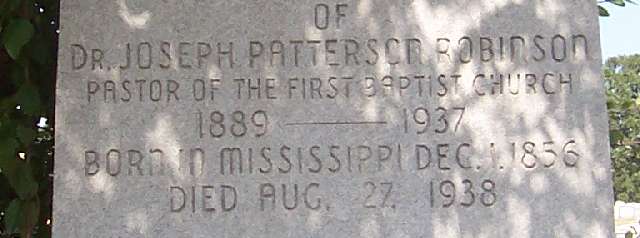 OF
DR. JOSEPH PATTERSON ROBINSON
PASTOR OF THE FIRST BAPTIST CHURCH
1889 — 1937
BORN IN MISSISSIPPI DEC. 1, 1856
DIED AUG. 27, 1938